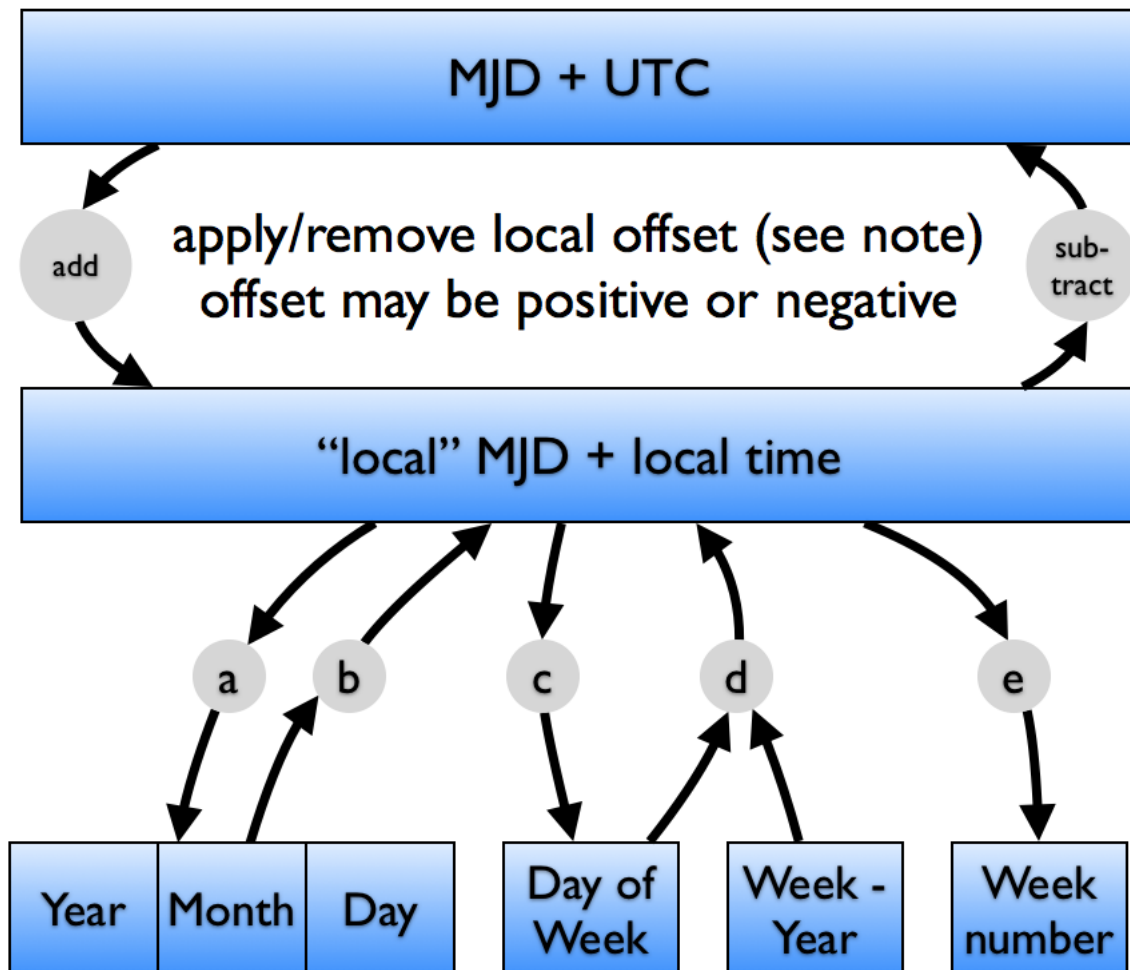 MJD + UTC
add
apply/remove local offset (see note)
offset may be positive or negative
sub-
tract
“local” MJD + local time
a
b
c
d
e
Year
Month
Day
Day of
Week
Week -
Year
Week
number